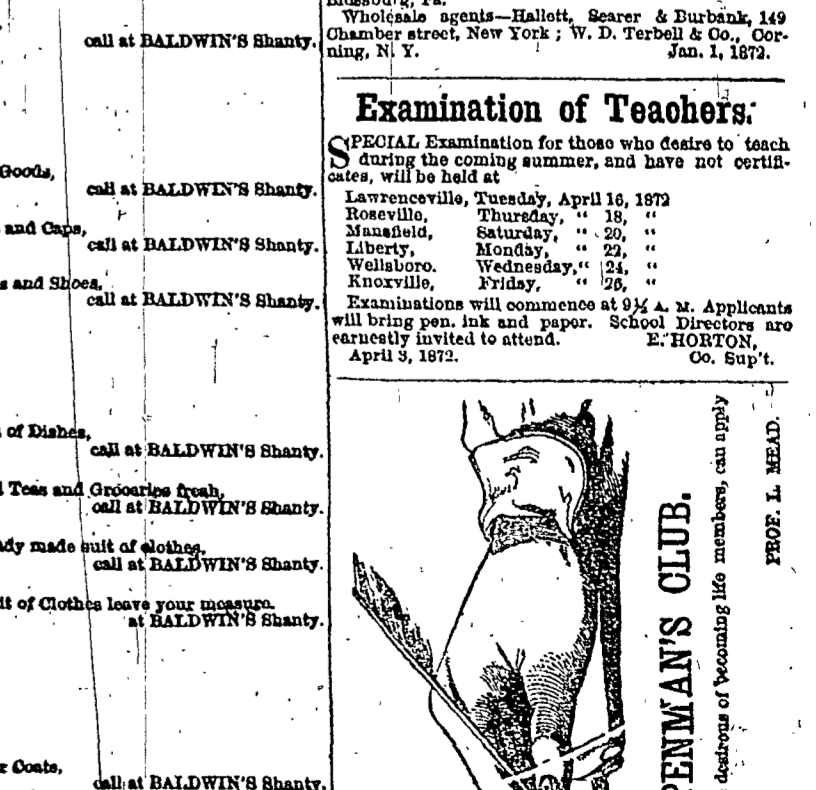 call at BALDWIN'S Shanty.
Goods,
call at BALDWIN'S Shanty.
and Caps,
call at BALDWIN'S Shanty.
and Shoes,
call at BALDWIN'S Shanty.
of Dishes,
call at BALDWIN'S Shanty.
Teas and Groceries fresh,
call at BALDWIN'S Shanty.
made suit of clothes,
call at BALDWIN'S Shanty.
of Clothes leave your measure.
at BALDWIN'S Shanty.
Coats,
call at BALDWIN'S Shanty.
Wholesale agents—Hallett, Searer & Burbank, 149
Chamber street, New York ; W. D. Terbell & Co., Cor-
ning, N. Y. Jan. 1, 1872.
Examination of Teachers.
SPECIAL Examination for those who desire to teach
during the coming summer, and have not certifi-
cates, will be held at
Lawrenceville, Tuesday, April 16, 1872
Roseville, Thursday, “ 18, “
Mansfield, Saturday, “ 20, “
Liberty, Monday, “ 22, “
Wellsboro. Wednesday, “ 24, “
Knoxville, Friday, “ 26, “
Examinations will commence at 9½ A. M. Applicants
will bring pen. ink and paper. School Directors are
earnestly invited to attend. E. HORTON,
April 3, 1872. Co. Sup't.
PENMAN'S CLUB.
desirous of becoming life members, can apply
PROF. L. MEAD.